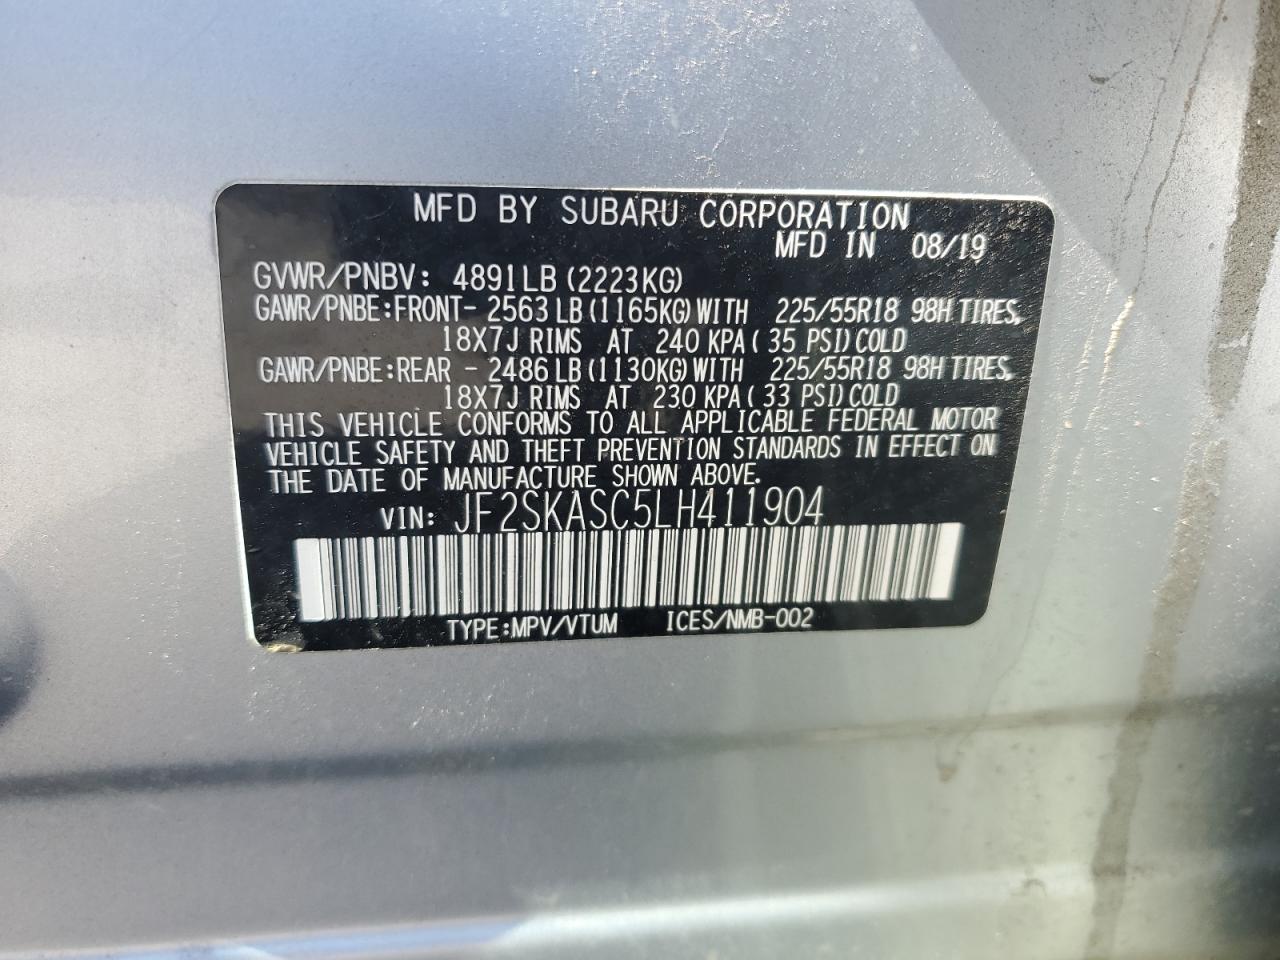 MFD BY SUBARU CORPORATION
MFD IN 08/19
GVWR/PNBV: 4891LB (2223KG)
GAWR/PNBE:FRONT- 2563 LB (1165KG) WITH 225/55R18 98H TIRES,
18X7J RIMS AT 240 KPA ( 35 PSI) COLD
GAWR/PNBE:REAR - 2486 LB (1130KG) WITH 225/55R18 98H TIRES,
18X7J RIMS AT 230 KPA ( 33 PSI) COLD
THIS VEHICLE CONFORMS TO ALL APPLICABLE FEDERAL MOTOR
VEHICLE SAFETY AND THEFT PREVENTION STANDARDS IN EFFECT ON
THE DATE OF MANUFACTURE SHOWN ABOVE.
VIN: JF2SKASC5LH411904
TYPE:MPV/VTUM ICES/NMB-002